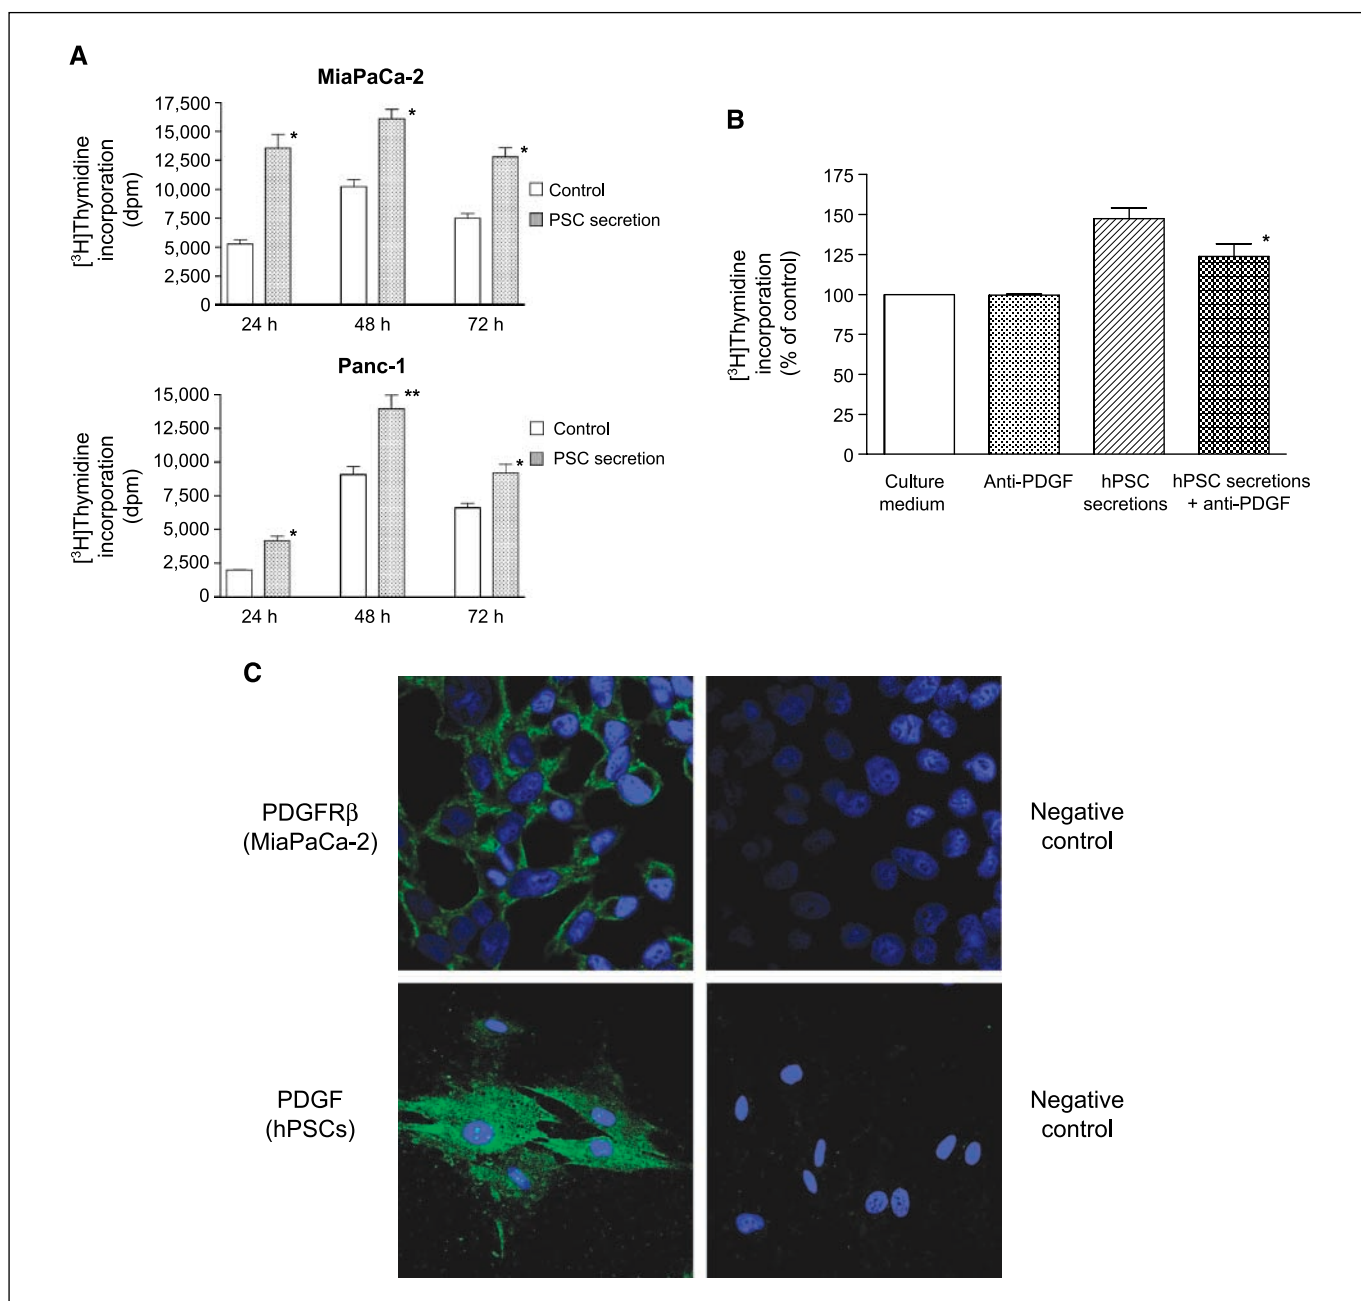 A
MiaPaCa-2
[³H]Thymidine
incorporation
(dpm)
17,500
15,000
12,500
10,000
7,500
5,000
2,500
0
*
*
*
24 h
48 h
72 h
Control
PSC secretion
Panc-1
[³H]Thymidine
incorporation
(dpm)
15,000
12,500
10,000
7,500
5,000
2,500
0
*
**
*
24 h
48 h
72 h
Control
PSC secretion
B
[³H]Thymidine
incorporation
(% of control)
175
150
125
100
75
50
25
0
*
Culture
medium
Anti-PDGF
hPSC
secretions
hPSC secretions
+ anti-PDGF
C
PDGFRβ
(MiaPaCa-2)
Negative
control
PDGF
(hPSCs)
Negative
control